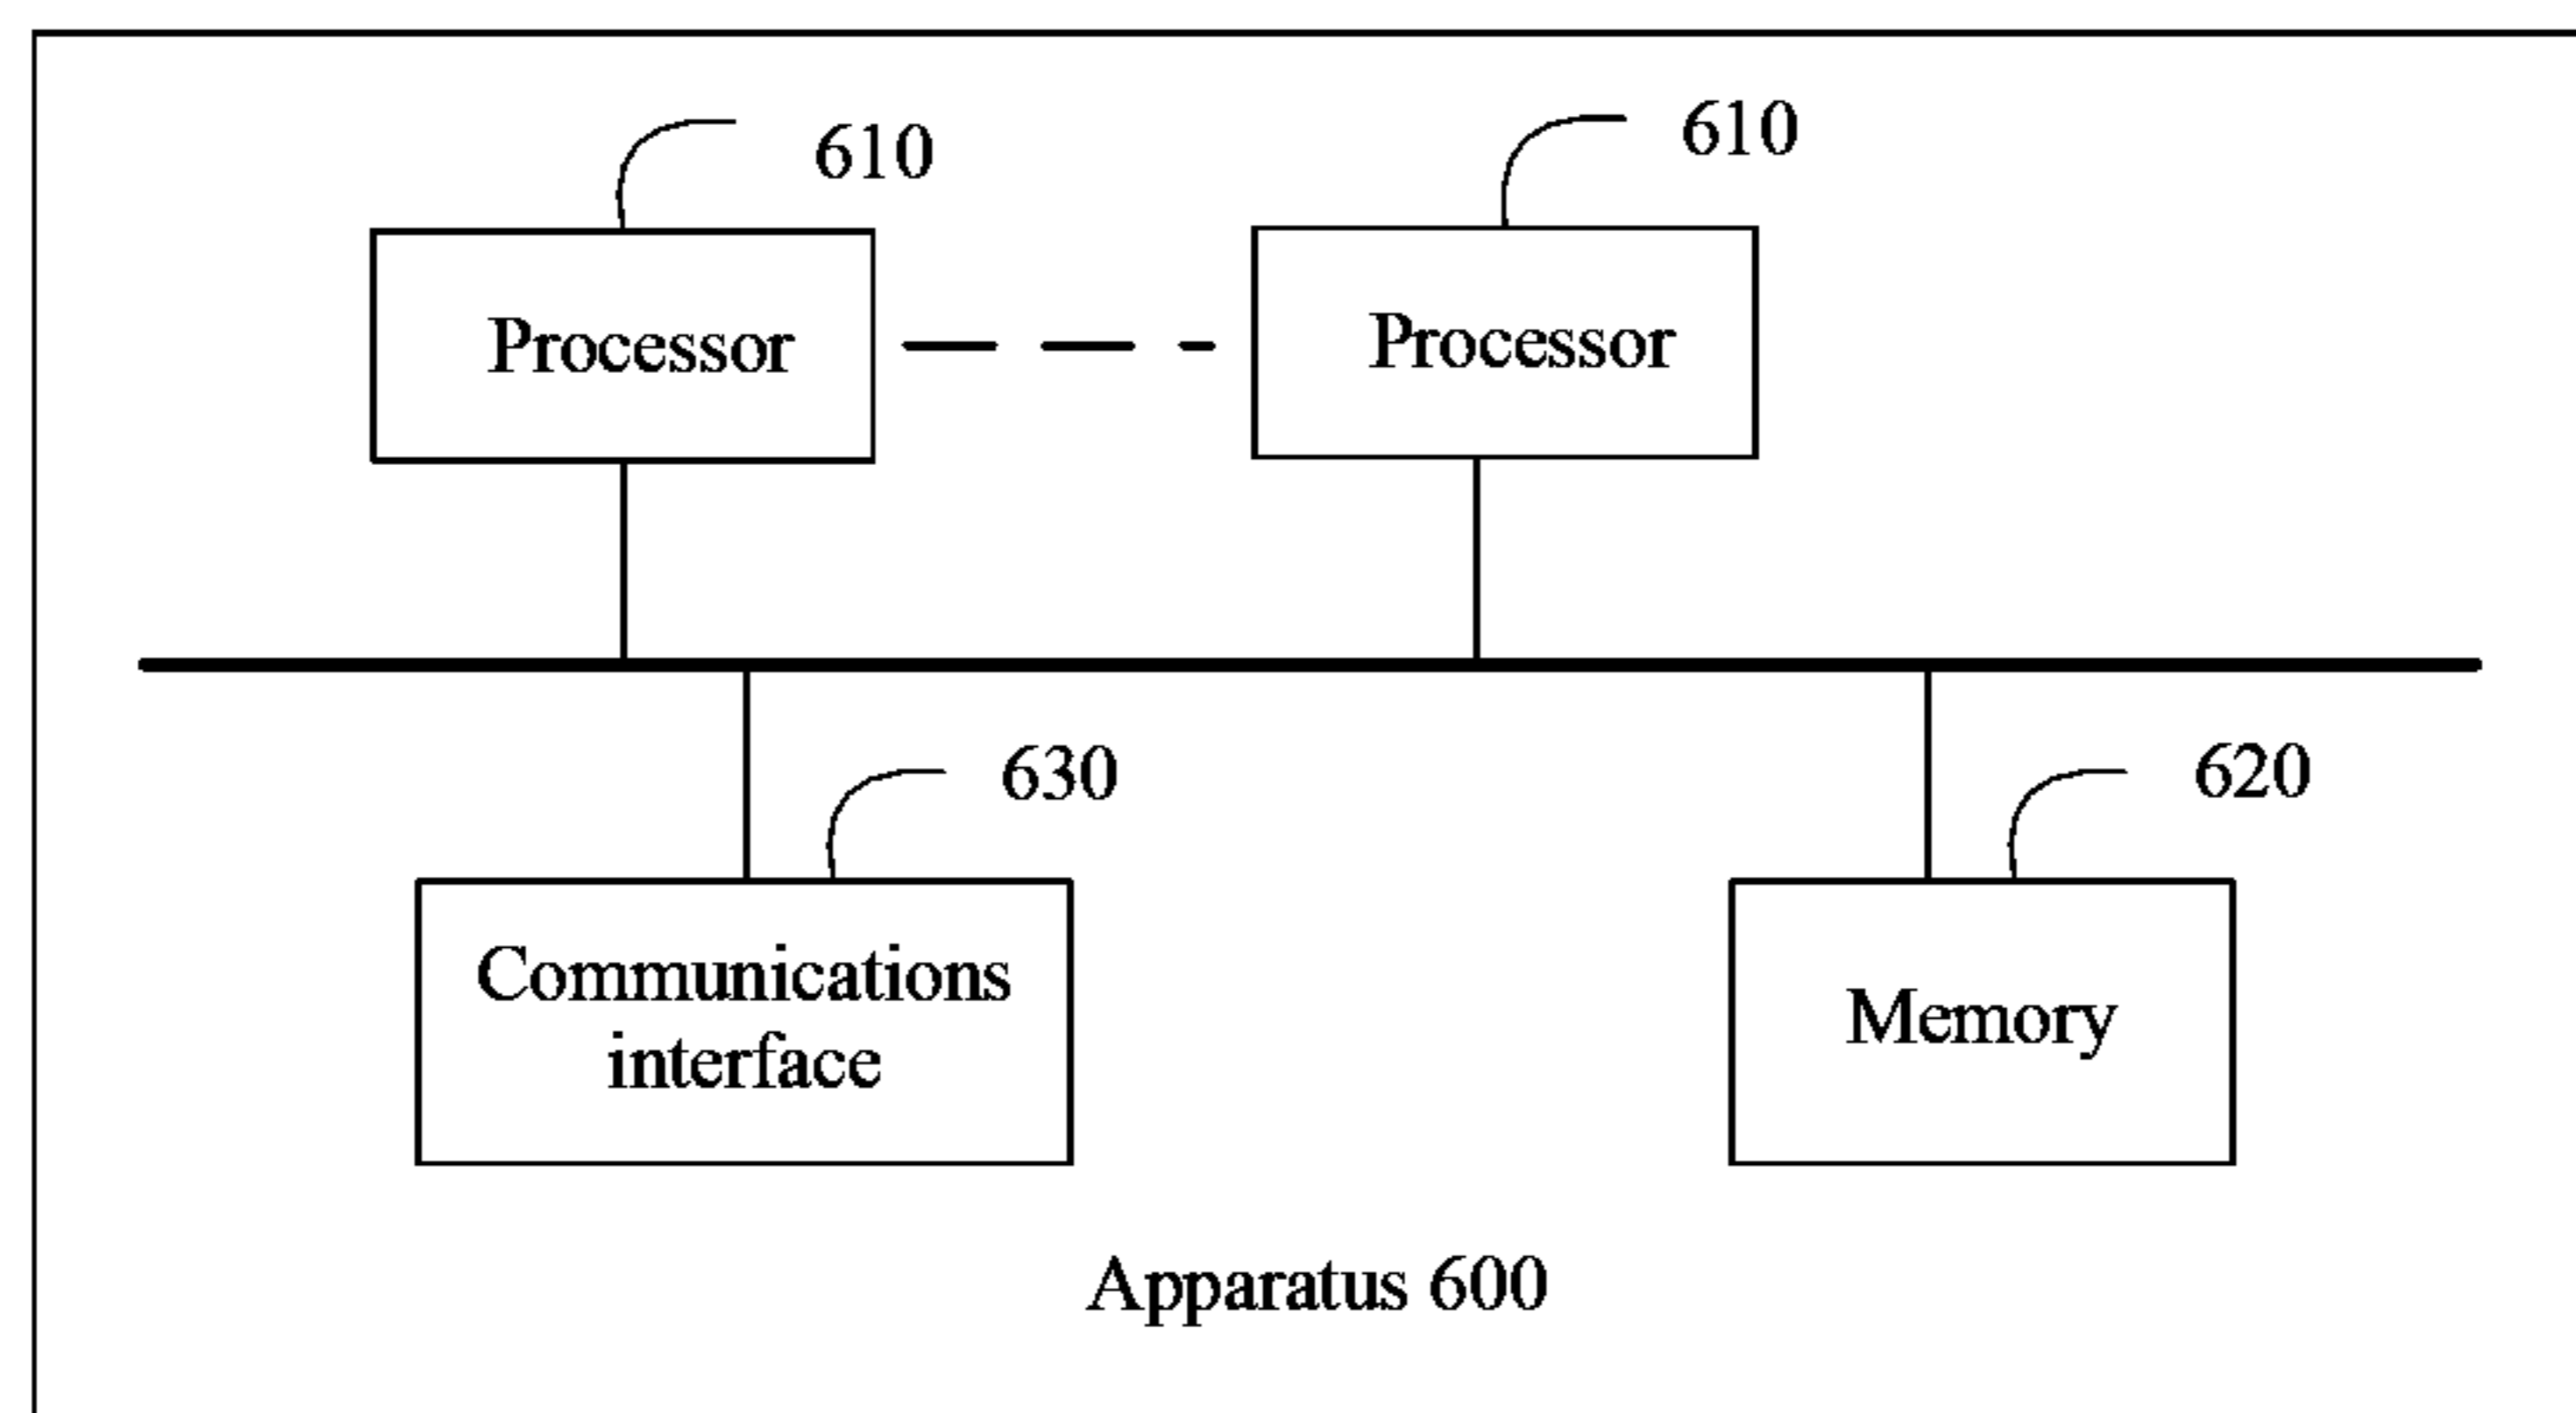 610
610
Processor
Processor
630
620
Communications
interface
Memory
Apparatus 600